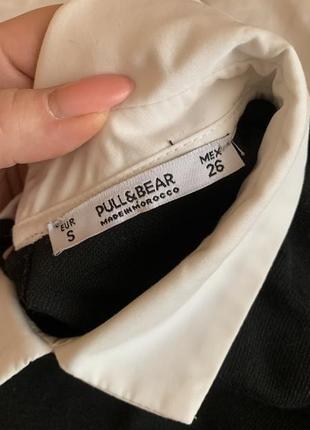 EUR
S
PULL&BEAR
MADE IN MOROCCO
MEX
26